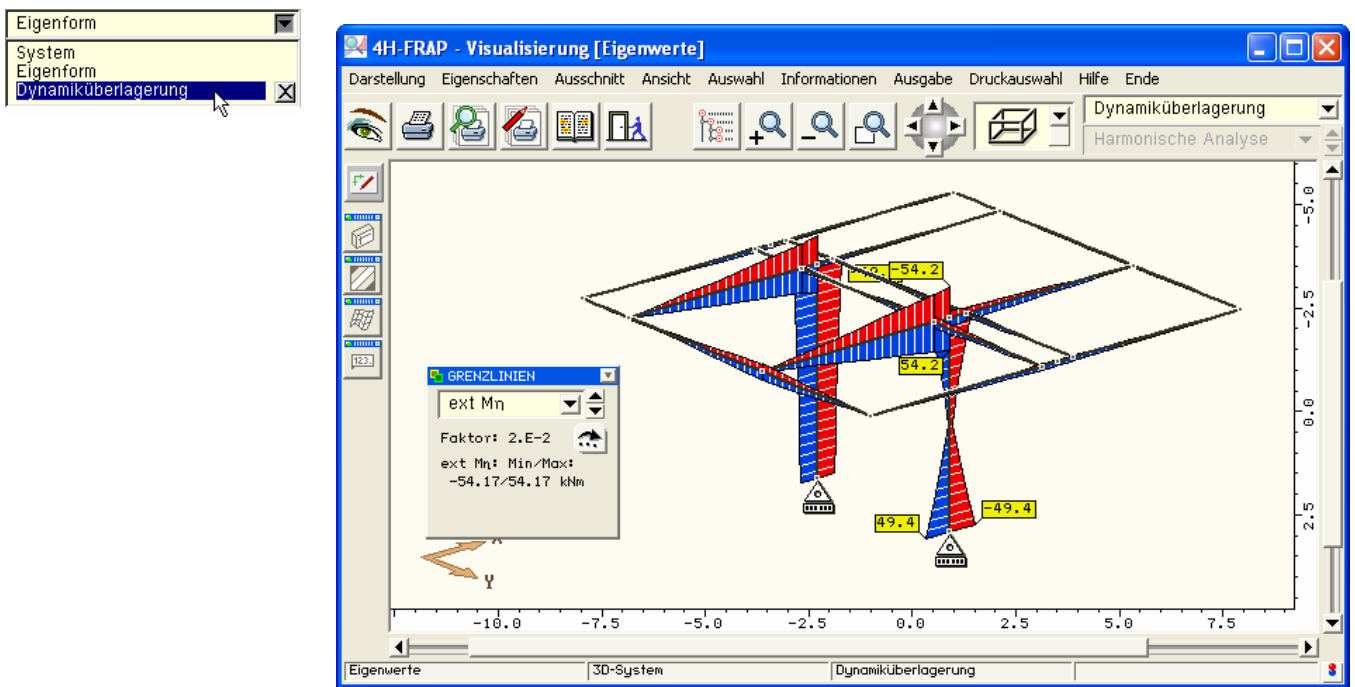 Eigenform
System
Eigenform
Dynamiküberlagerung
4H-FRAP - Visualisierung [Eigenwerte]
Darstellung Eigenschaften Ausschnitt Ansicht Auswahl Informationen Ausgabe Druckauswahl Hilfe Ende
Dynamiküberlagerung
Harmonische Analyse
123.
-5.0
-2.5
0.0
2.5
-54.2
54.2
49.4
-49.4
GRENZLINIEN
ext Mη
Faktor: 2.E-2
ext Mη: Min/Max:
-54.17/54.17 kNm
Y
-10.0 -7.5 -5.0 -2.5 0.0 2.5 5.0 7.5
Eigenwerte 3D-System Dynamiküberlagerung